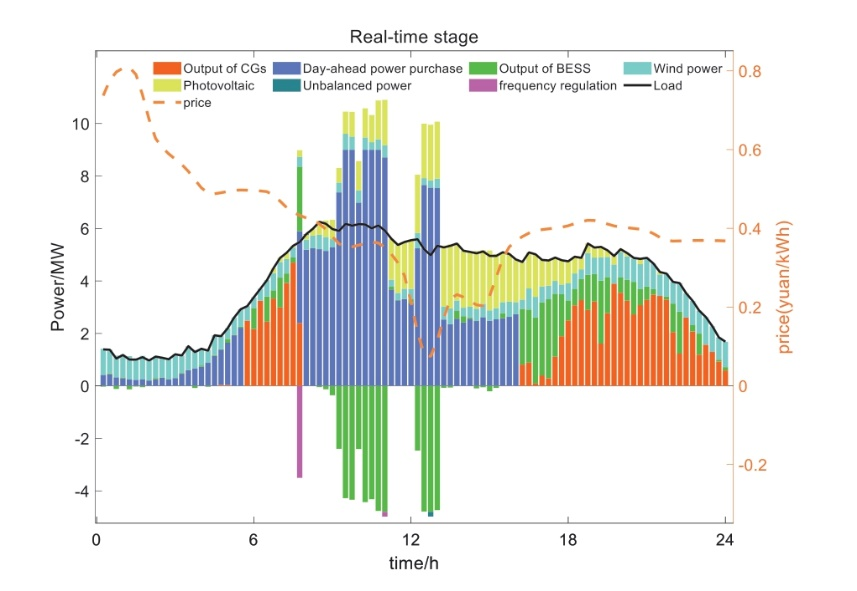 Real-time stage
Output of CGs Day-ahead power purchase Output of BESS Wind power
Photovoltaic Unbalanced power frequency regulation Load
price
10
8
6
4
2
0
-2
-4
Power/MW
0.8
0.6
0.4
0.2
0
-0.2
price(yuan/kWh)
0 6 12 18 24
time/h